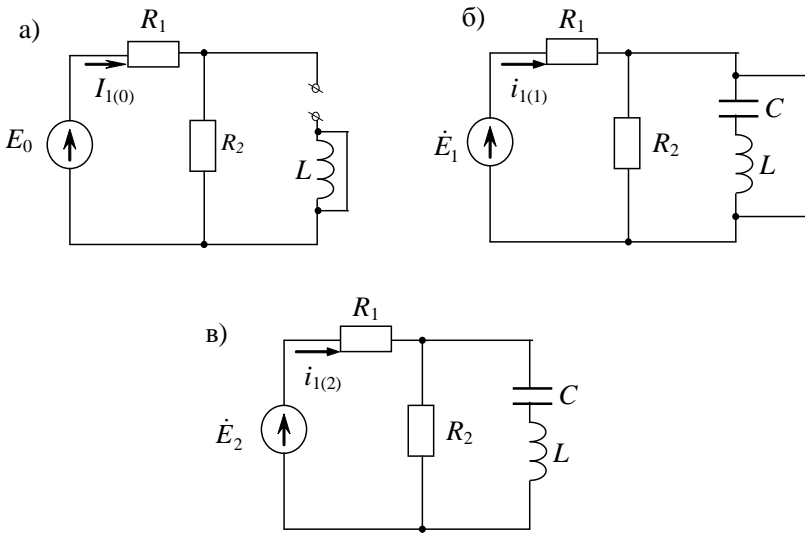 а)
R₁
I₁₍₀₎
E₀
R₂
L
б)
R₁
i₁₍₁₎
Ė₁
R₂
C
L
в)
R₁
i₁₍₂₎
Ė₂
R₂
C
L